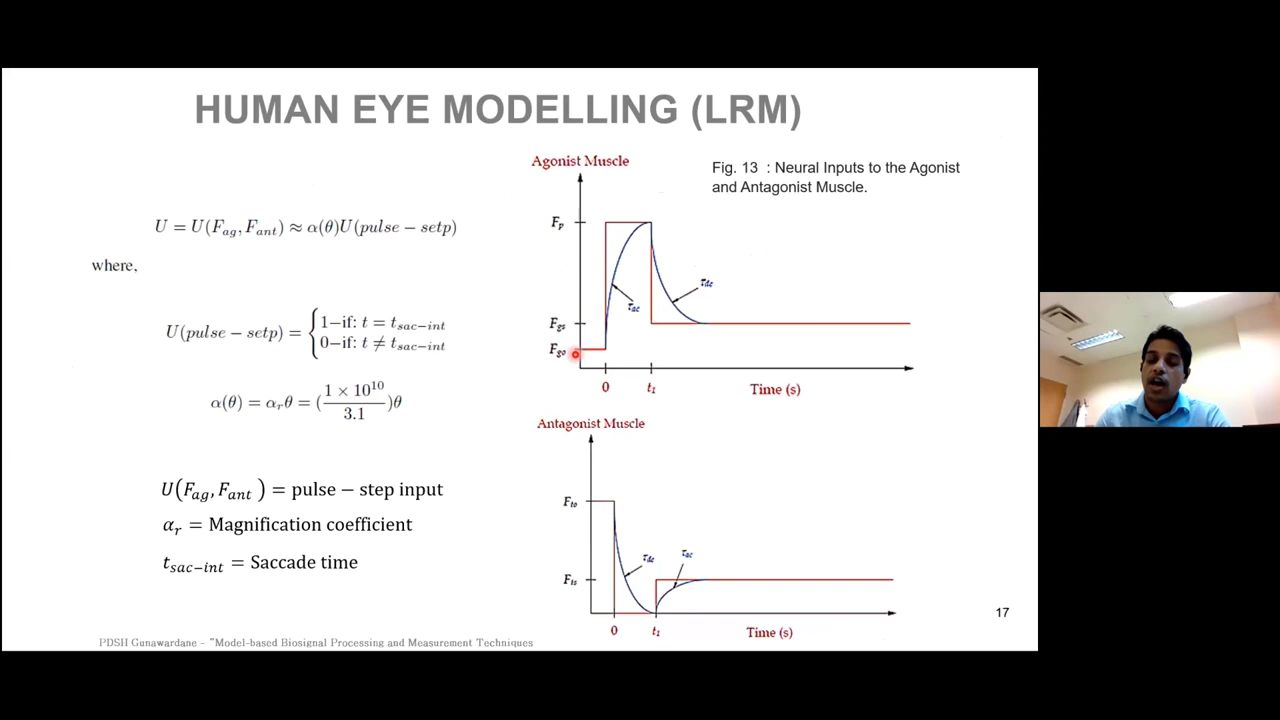 HUMAN EYE MODELLING (LRM)
U = U(F_ag, F_ant) ≈ α(θ)U(pulse − setp)
where,
U(pulse − setp) = { 1−if: t = t_sac−int
0−if: t ≠ t_sac−int
α(θ) = α_r θ = (1 × 10^10 / 3.1)θ
U(F_ag, F_ant) = pulse − step input
α_r = Magnification coefficient
t_sac−int = Saccade time
Agonist Muscle
Fig. 13 : Neural Inputs to the Agonist
and Antagonist Muscle.
F_p
τ_de
τ_ac
F_gs
F_go
0 t_1 Time (s)
Antagonist Muscle
F_to
τ_de τ_ac
F_ts
0 t_1 Time (s)
17
PDSH Gunawardane - "Model-based Biosignal Processing and Measurement Techniques